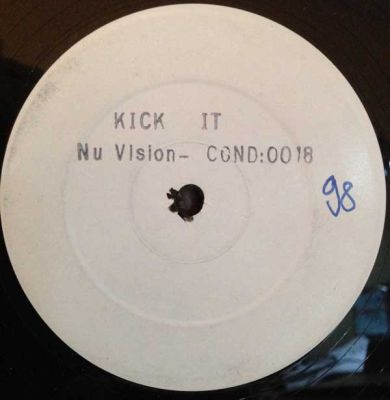 KICK IT
Nu Vision- COND:0018
98